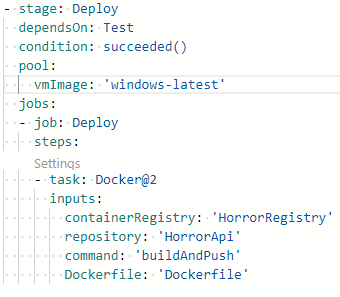 - stage: Deploy
dependsOn: Test
condition: succeeded()
pool:
vmImage: 'windows-latest'
jobs:
- job: Deploy
steps:
Settings
- task: Docker@2
inputs:
containerRegistry: 'HorrorRegistry'
repository: 'HorrorApi'
command: 'buildAndPush'
Dockerfile: 'Dockerfile'